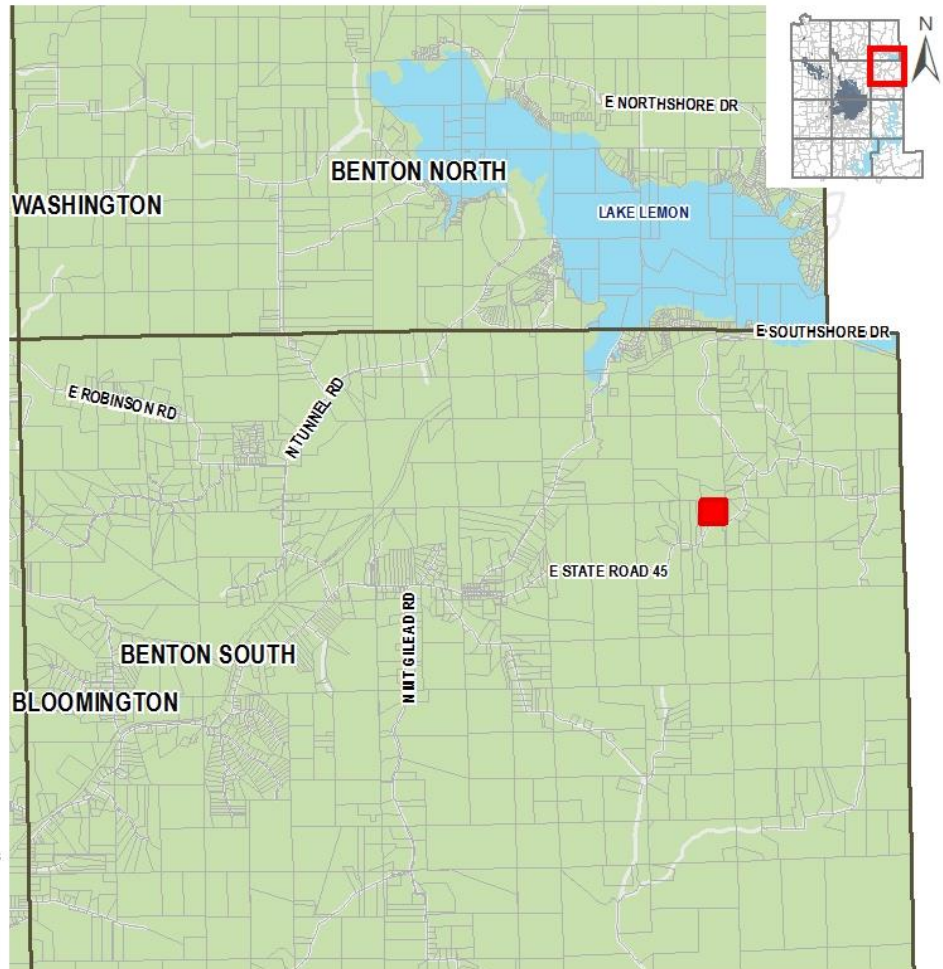 N
E NORTHSHORE DR
BENTON NORTH
WASHINGTON
LAKE LEMON
E SOUTHSHORE DR
E ROBINSON RD
N TUNNEL RD
E STATE ROAD 45
N MT GILEAD RD
BENTON SOUTH
BLOOMINGTON